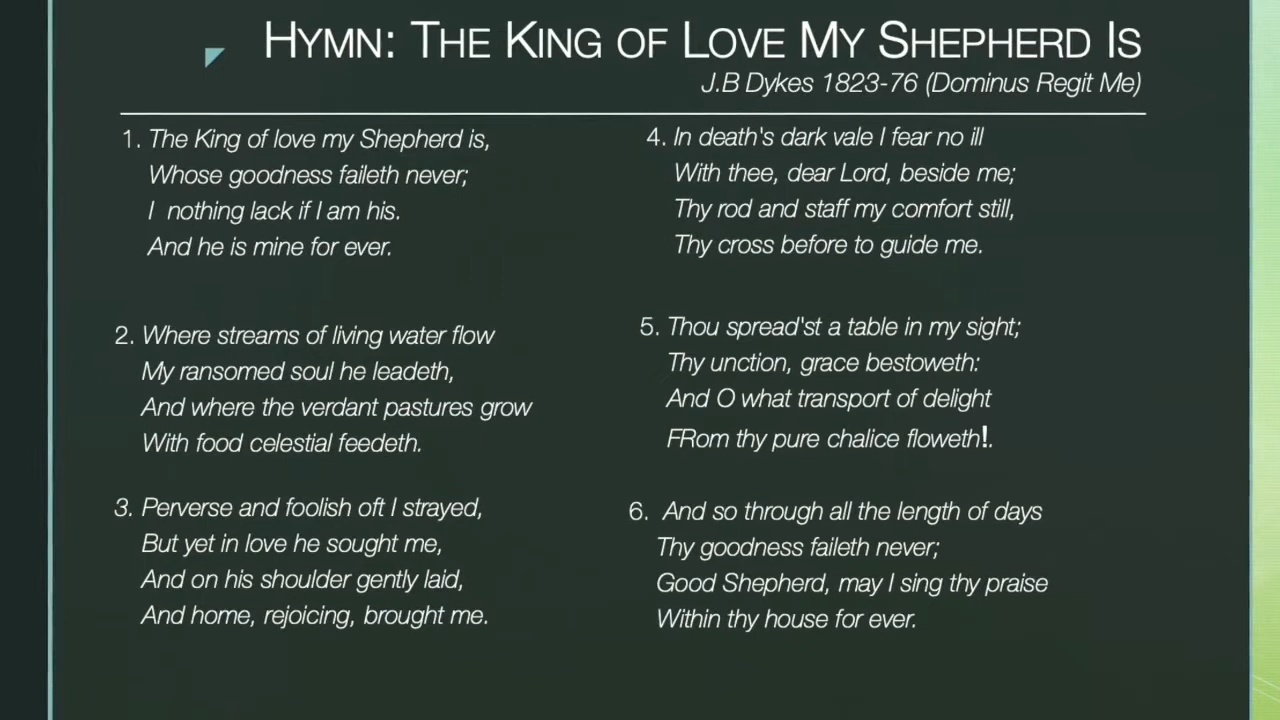 HYMN: THE KING OF LOVE MY SHEPHERD IS
J.B Dykes 1823-76 (Dominus Regit Me)
1. The King of love my Shepherd is,
Whose goodness faileth never;
I nothing lack if I am his.
And he is mine for ever.
2. Where streams of living water flow
My ransomed soul he leadeth,
And where the verdant pastures grow
With food celestial feedeth.
3. Perverse and foolish oft I strayed,
But yet in love he sought me,
And on his shoulder gently laid,
And home, rejoicing, brought me.
4. In death's dark vale I fear no ill
With thee, dear Lord, beside me;
Thy rod and staff my comfort still,
Thy cross before to guide me.
5. Thou spread'st a table in my sight;
Thy unction, grace bestoweth:
And O what transport of delight
FRom thy pure chalice floweth!.
6. And so through all the length of days
Thy goodness faileth never;
Good Shepherd, may I sing thy praise
Within thy house for ever.